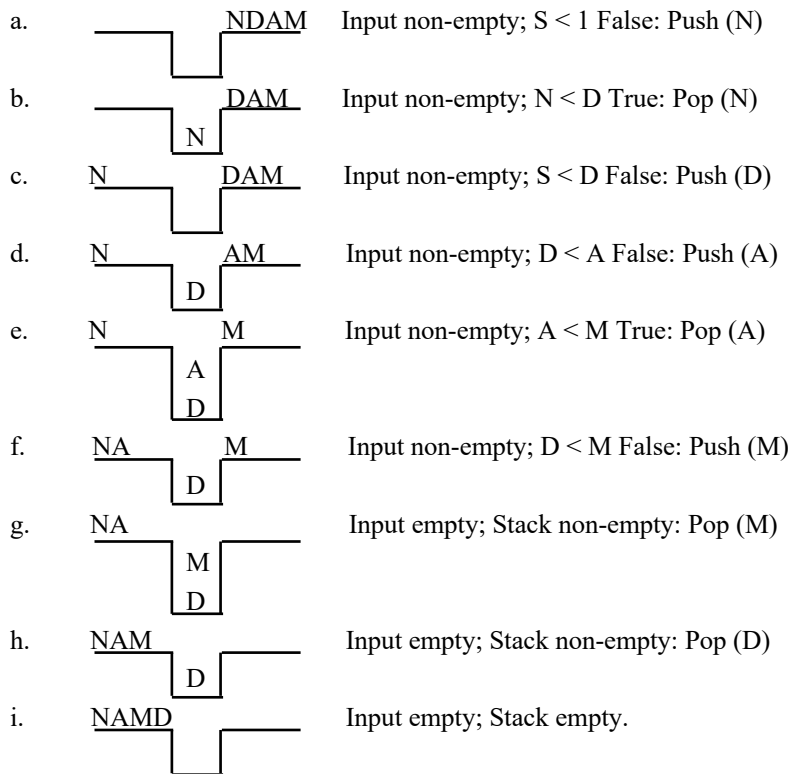 a. NDAM Input non-empty; S < 1 False: Push (N)
b. DAM Input non-empty; N < D True: Pop (N)
N
c. N DAM Input non-empty; S < D False: Push (D)
d. N AM Input non-empty; D < A False: Push (A)
D
e. N M Input non-empty; A < M True: Pop (A)
A
D
f. NA M Input non-empty; D < M False: Push (M)
D
g. NA Input empty; Stack non-empty: Pop (M)
M
D
h. NAM Input empty; Stack non-empty: Pop (D)
D
i. NAMD Input empty; Stack empty.